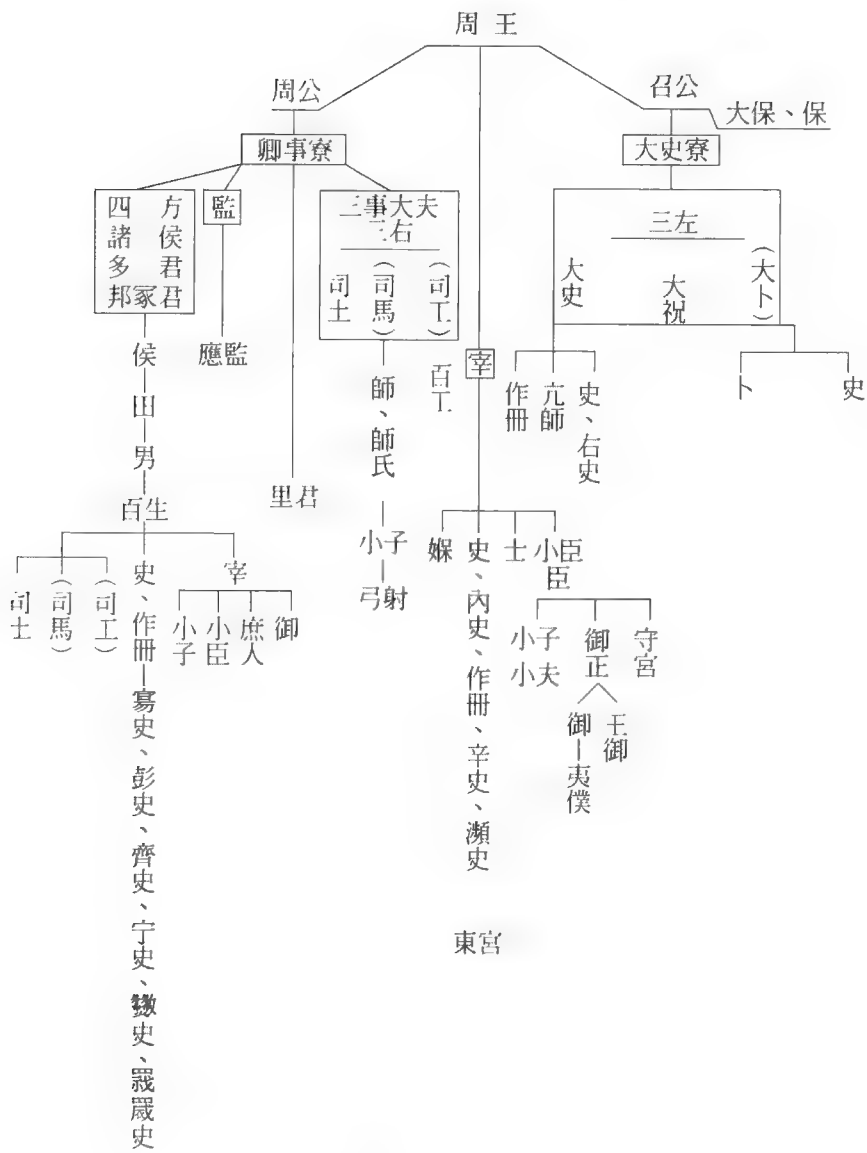 周王
周公
召公
大保、保
卿事寮
大史寮
四方
諸侯
多君
邦冢君
監
三事大夫
三右
司土
（司馬）
（司工）
三左
大史
大祝
（大卜）
侯
田
男
百生
應監
里君
師、師氏
小子
弓射
百工
宰
作冊
亢師
史、右史
卜
史
司土
（司馬）
（司工）
史、作冊
史、彭史、齊史、宁史、
史、
史
宰
小子
小臣
庶人
御
媬
史、內史、作冊、辛史、瀕史
士
小臣
臣
小子
小夫
御正
守宮
御
夷僕
王御
東宮